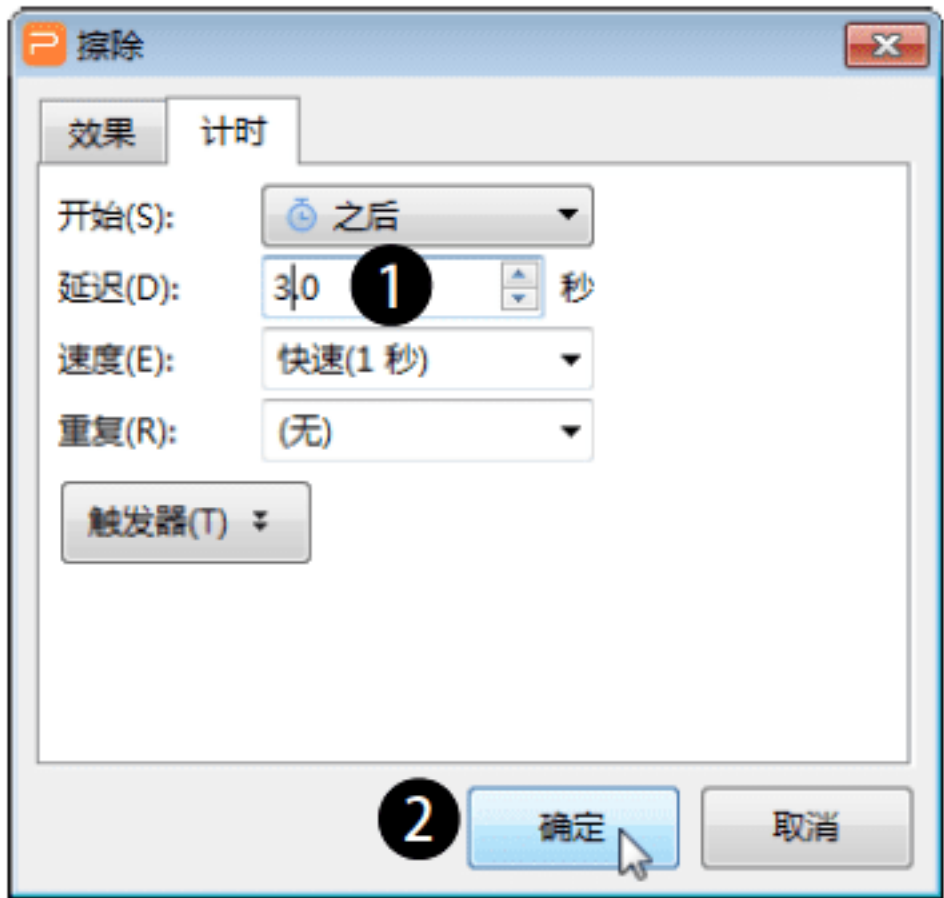 擦除
效果 计时
开始(S): 之后
延迟(D): 3.0 1 秒
速度(E): 快速(1 秒)
重复(R): (无)
触发器(T)
2 确定 取消